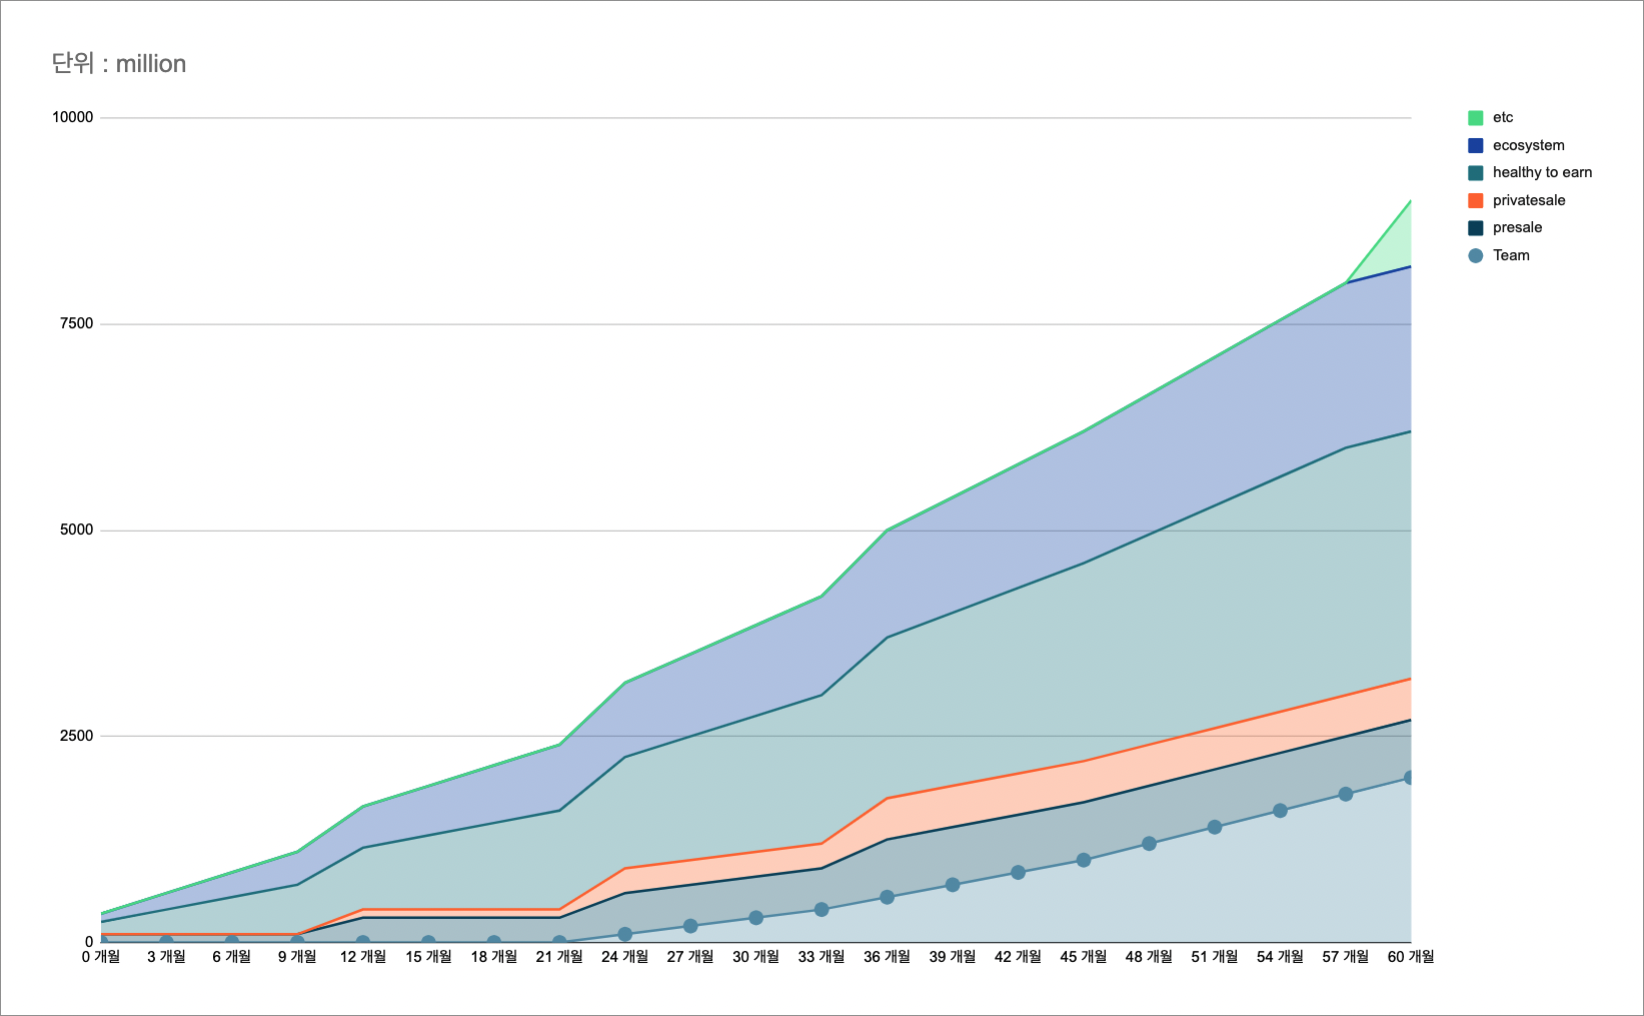 단위 : million
10000
7500
5000
2500
0
etc
ecosystem
healthy to earn
privatesale
presale
Team
0 개월 3 개월 6 개월 9 개월 12 개월 15 개월 18 개월 21 개월 24 개월 27 개월 30 개월 33 개월 36 개월 39 개월 42 개월 45 개월 48 개월 51 개월 54 개월 57 개월 60 개월